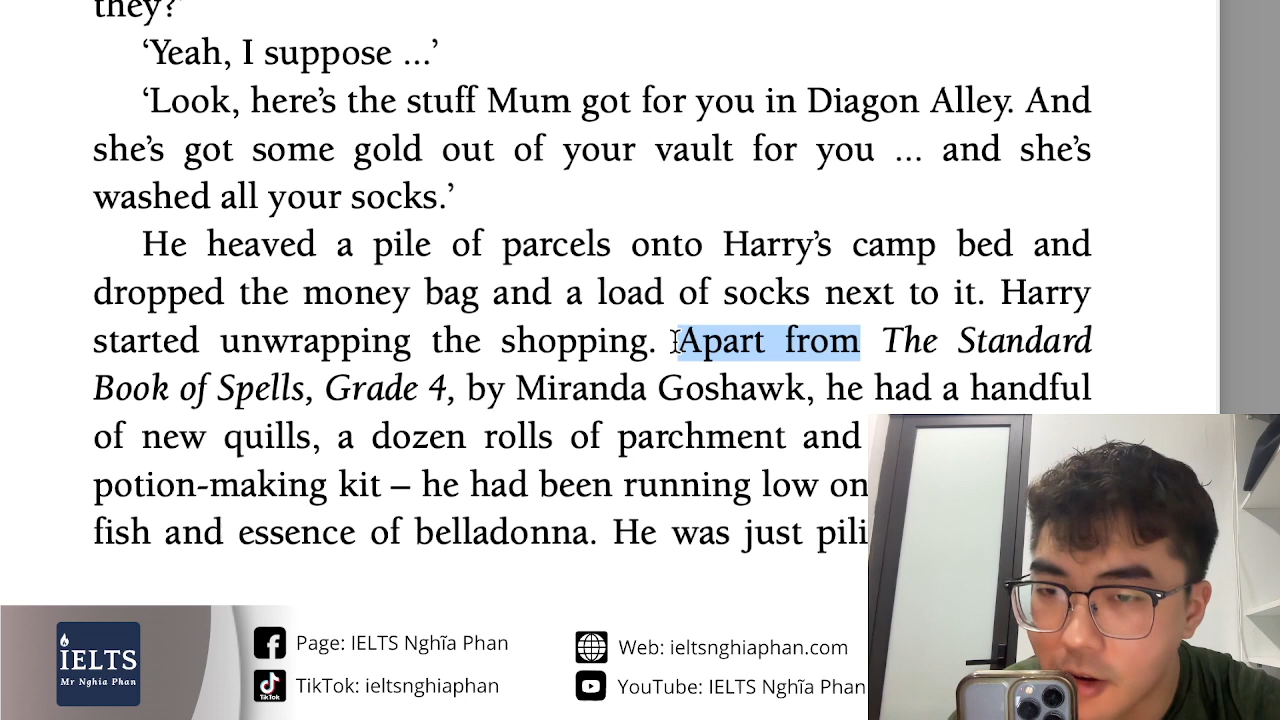 they?’
‘Yeah, I suppose ...’
‘Look, here’s the stuff Mum got for you in Diagon Alley. And
she’s got some gold out of your vault for you ... and she’s
washed all your socks.’
He heaved a pile of parcels onto Harry’s camp bed and
dropped the money bag and a load of socks next to it. Harry
started unwrapping the shopping. Apart from The Standard
Book of Spells, Grade 4, by Miranda Goshawk, he had a handful
of new quills, a dozen rolls of parchment and
potion-making kit – he had been running low on
fish and essence of belladonna. He was just pili
IELTS
Mr Nghia Phan
Page: IELTS Nghĩa Phan
TikTok
TikTok: ieltsnghiaphan
Web: ieltsnghiaphan.com
YouTube: IELTS Nghĩa Phan